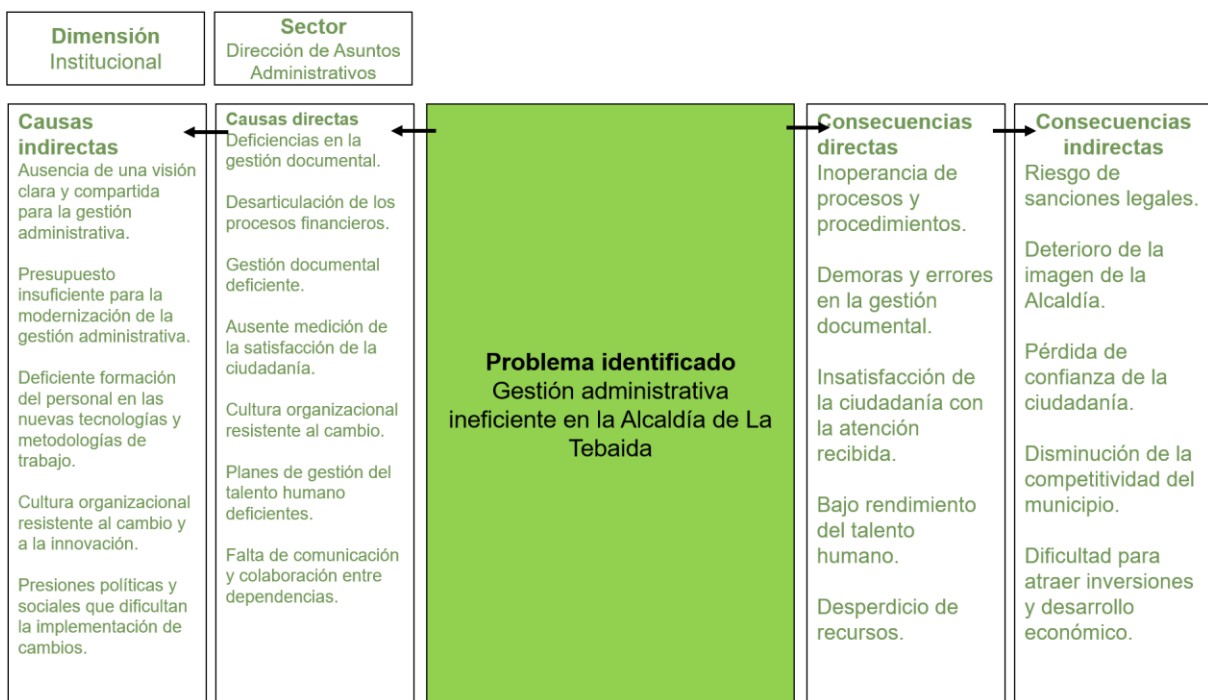 Dimensión
Institucional
Sector
Dirección de Asuntos
Administrativos
Causas
indirectas
Ausencia de una visión
clara y compartida
para la gestión
administrativa.
Presupuesto
insuficiente para la
modernización de la
gestión administrativa.
Deficiente formación
del personal en las
nuevas tecnologías y
metodologías de
trabajo.
Cultura organizacional
resistente al cambio y
a la innovación.
Presiones políticas y
sociales que dificultan
la implementación de
cambios.
Causas directas
Deficiencias en la
gestión documental.
Desarticulación de los
procesos financieros.
Gestión documental
deficiente.
Ausente medición de
la satisfacción de la
ciudadanía.
Cultura organizacional
resistente al cambio.
Planes de gestión del
talento humano
deficientes.
Falta de comunicación
y colaboración entre
dependencias.
Problema identificado
Gestión administrativa
ineficiente en la Alcaldía de La
Tebaida
Consecuencias
directas
Inoperancia de
procesos y
procedimientos.
Demoras y errores
en la gestión
documental.
Insatisfacción de
la ciudadanía con
la atención
recibida.
Bajo rendimiento
del talento
humano.
Desperdicio de
recursos.
Consecuencias
indirectas
Riesgo de
sanciones legales.
Deterioro de la
imagen de la
Alcaldía.
Pérdida de
confianza de la
ciudadanía.
Disminución de la
competitividad del
municipio.
Dificultad para
atraer inversiones
y desarrollo
económico.